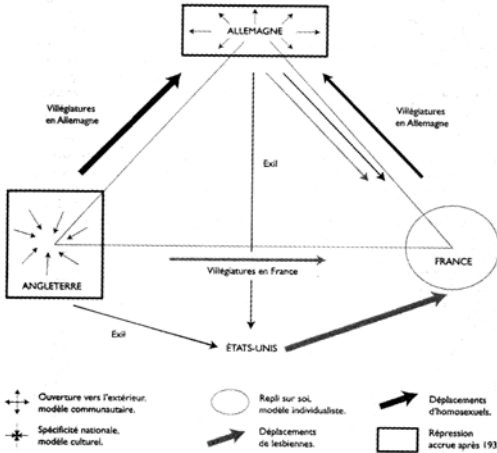 ALLEMAGNE
Villégiatures
en Allemagne
Villégiatures
en Allemagne
Exil
ANGLETERRE
Villégiatures en France
FRANCE
Exil
ÉTATS-UNIS
Ouverture vers l'extérieur,
modèle communautaire.
Repli sur soi,
modèle individualiste.
Déplacements
d'homosexuels.
Spécificité nationale,
modèle culturel.
Déplacements
de lesbiennes.
Répression
accrue après 193